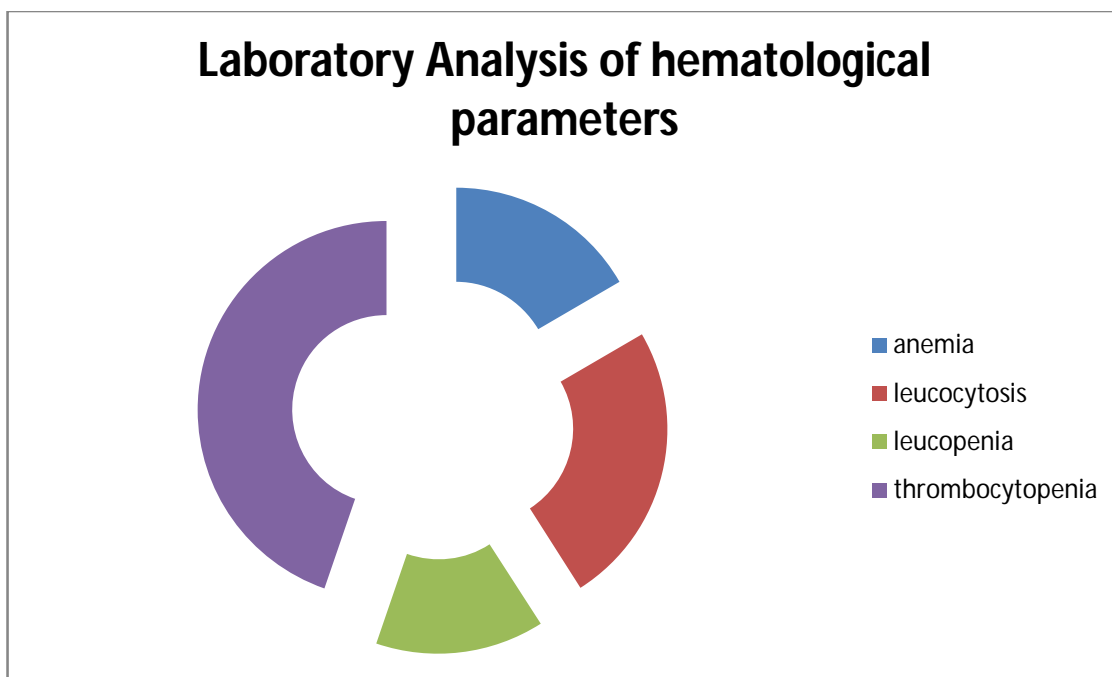 Laboratory Analysis of hematological
parameters
anemia
leucocytosis
leucopenia
thrombocytopenia